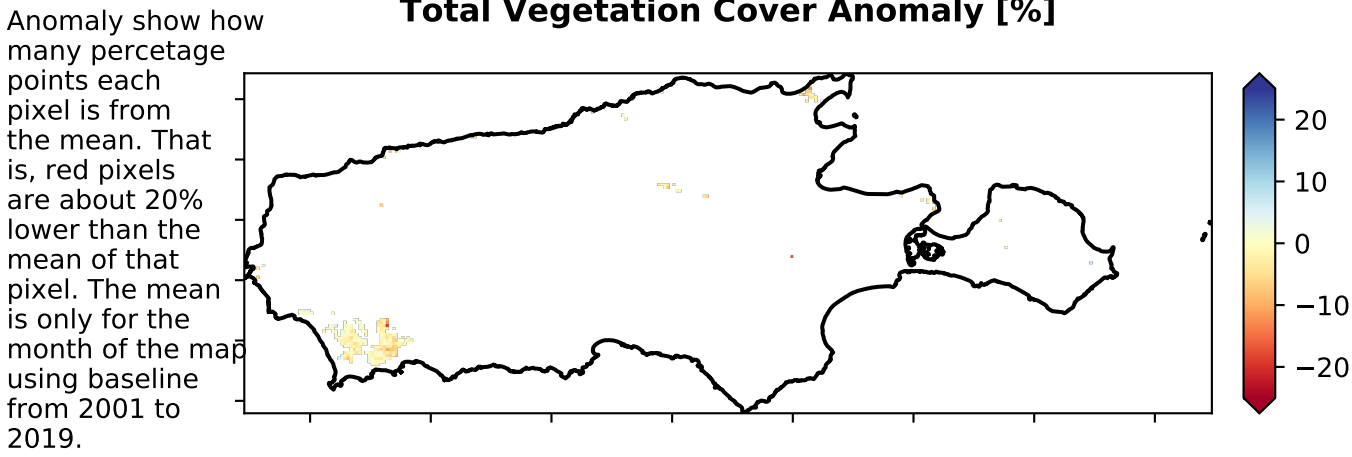 Total Vegetation Cover Anomaly [%]
Anomaly show how
many percetage
points each
pixel is from
the mean. That
is, red pixels
are about 20%
lower than the
mean of that
pixel. The mean
is only for the
month of the map
using baseline
from 2001 to
2019.
20
10
0
−10
−20